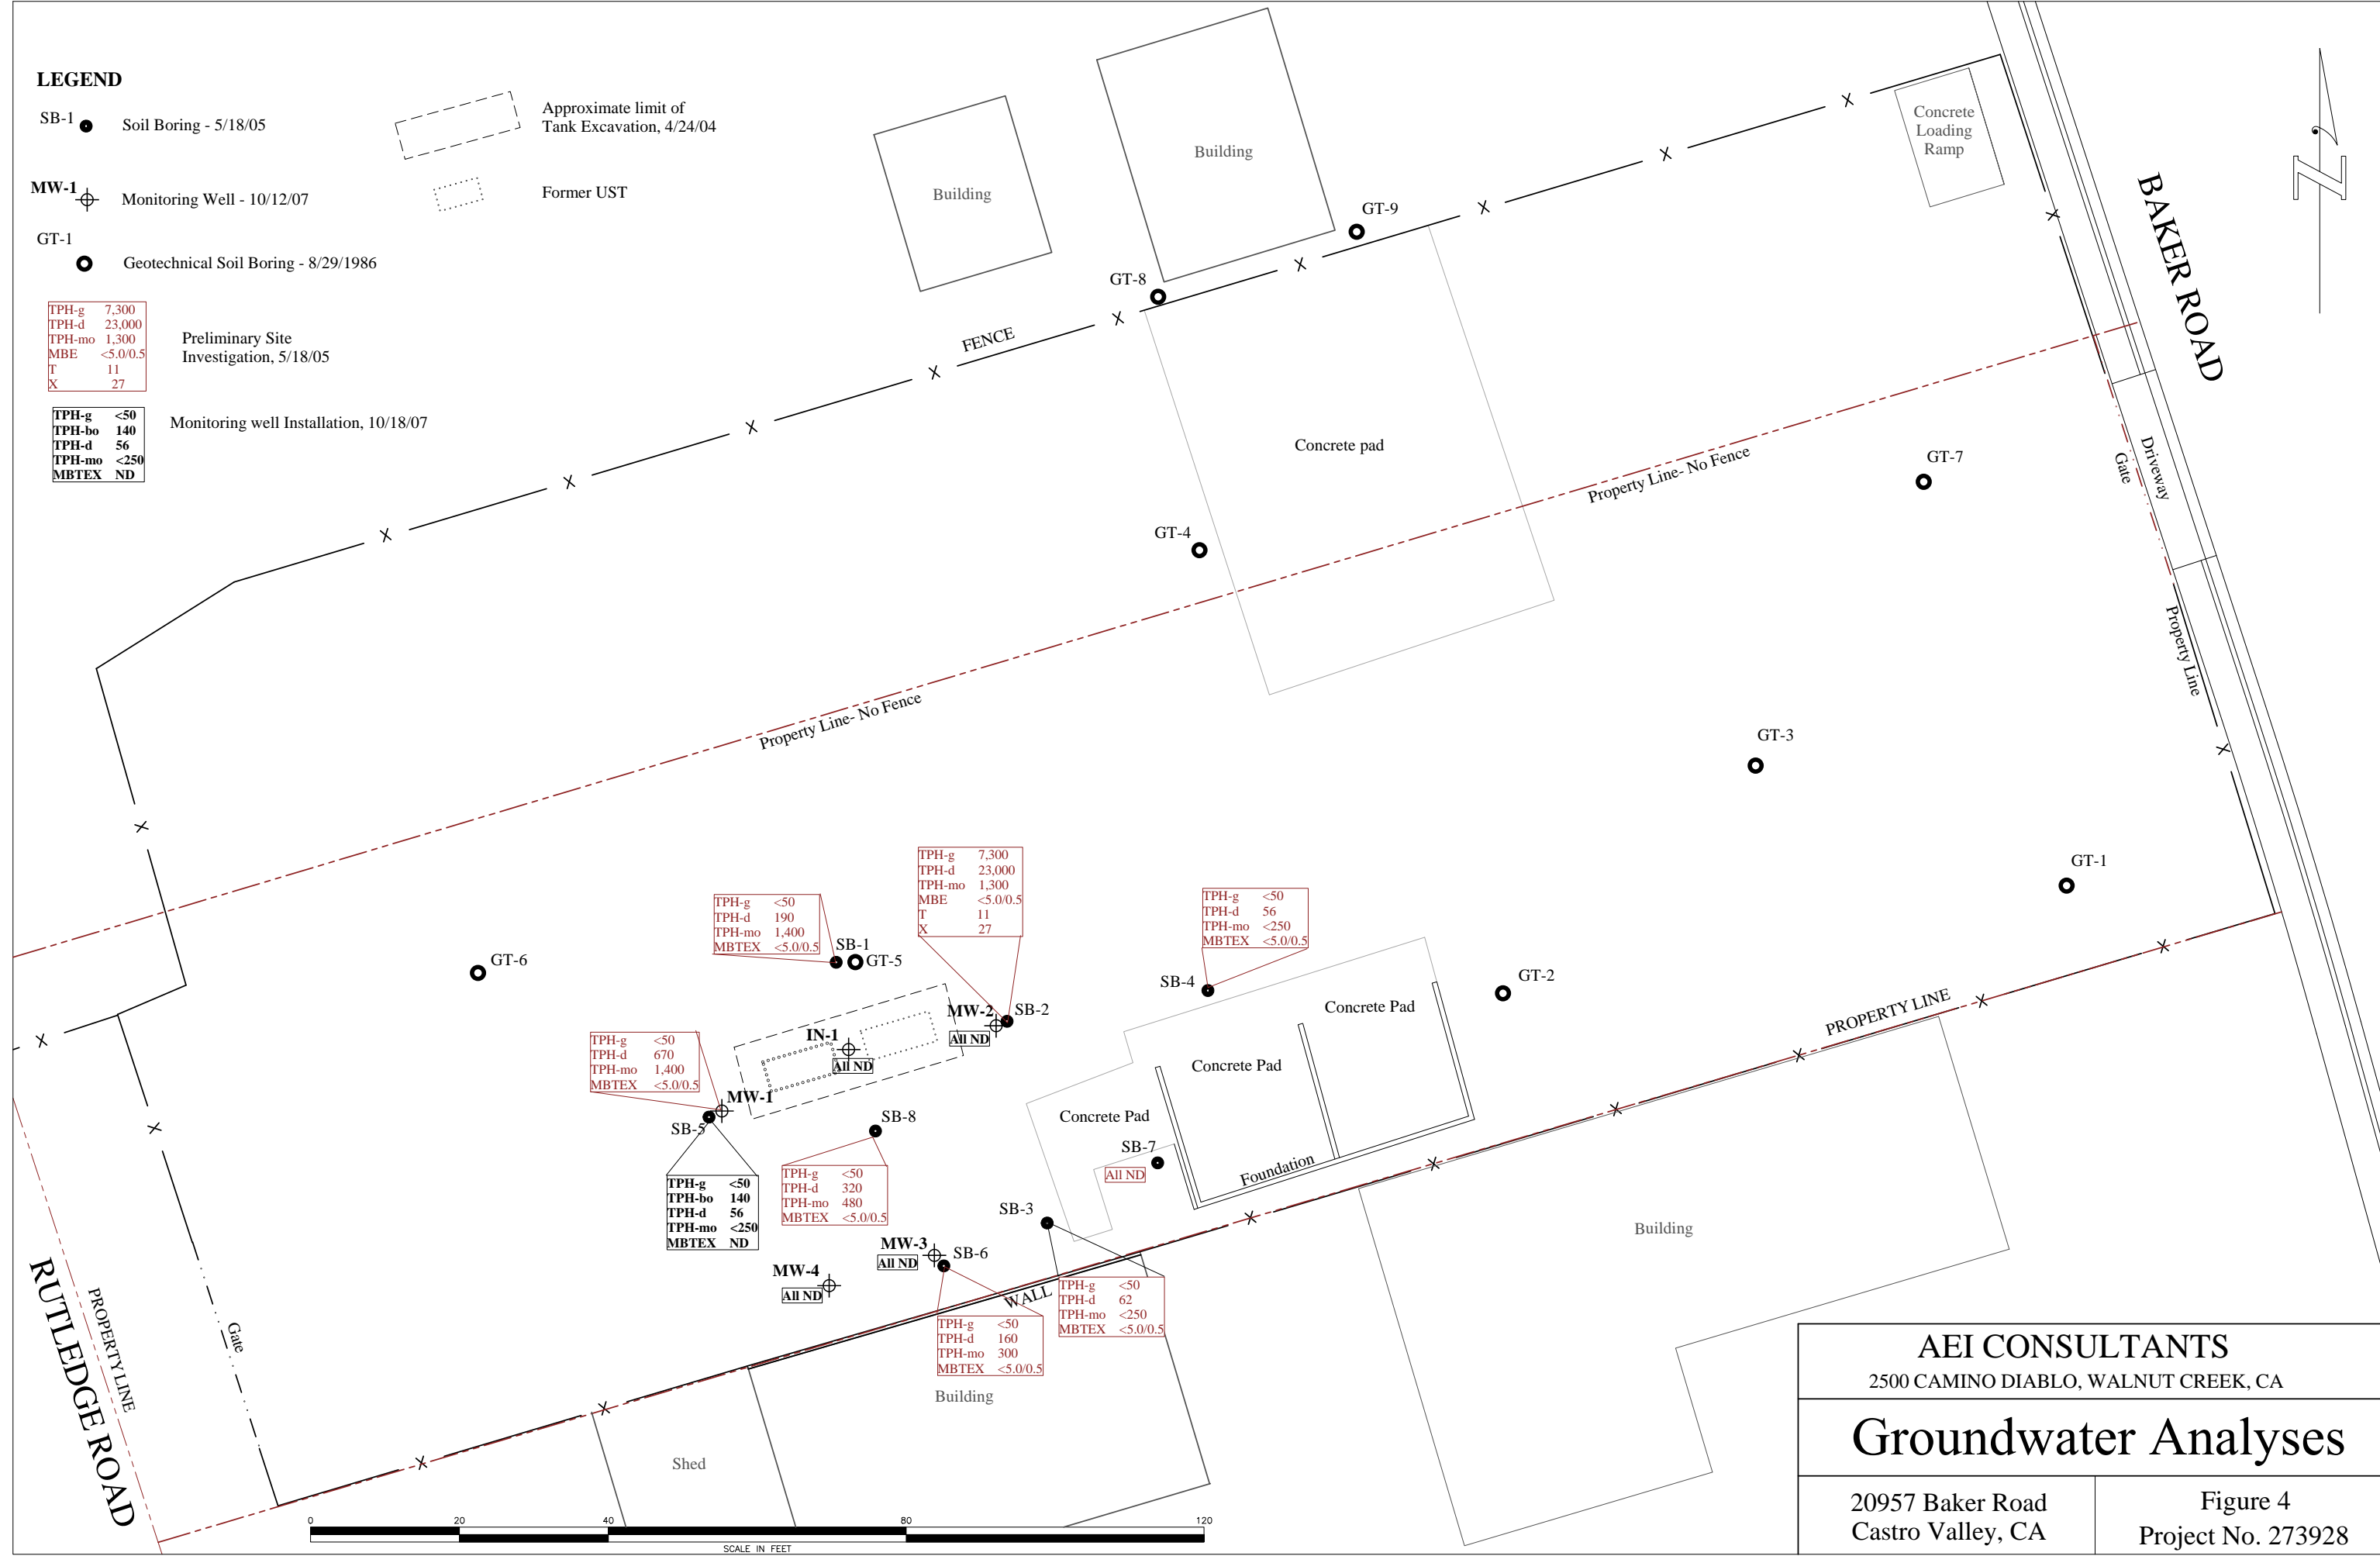 LEGEND
SB-1
Soil Boring - 5/18/05
MW-1
Monitoring Well - 10/12/07
GT-1
Geotechnical Soil Boring - 8/29/1986
Approximate limit of
Tank Excavation, 4/24/04
Former UST
TPH-g 7,300
TPH-d 23,000
TPH-mo 1,300
MBE <5.0/0.5
T 11
X 27
Preliminary Site
Investigation, 5/18/05
TPH-g <50
TPH-bo 140
TPH-d 56
TPH-mo <250
MBTEX ND
Monitoring well Installation, 10/18/07
Building
Building
Concrete
Loading
Ramp
N
BAKER ROAD
GT-9
GT-8
FENCE
Concrete pad
Property Line- No Fence
GT-7
Gate
Driveway
GT-4
Property Line
Property Line- No Fence
GT-3
GT-1
TPH-g 7,300
TPH-d 23,000
TPH-mo 1,300
MBE <5.0/0.5
T 11
X 27
TPH-g <50
TPH-d 190
TPH-mo 1,400
MBTEX <5.0/0.5
TPH-g <50
TPH-d 56
TPH-mo <250
MBTEX <5.0/0.5
SB-1
GT-5
GT-6
SB-4
GT-2
MW-2
SB-2
All ND
IN-1
All ND
Concrete Pad
PROPERTY LINE
TPH-g <50
TPH-d 670
TPH-mo 1,400
MBTEX <5.0/0.5
Concrete Pad
MW-1
SB-5
SB-8
Concrete Pad
SB-7
All ND
Foundation
TPH-g <50
TPH-bo 140
TPH-d 56
TPH-mo <250
MBTEX ND
TPH-g <50
TPH-d 320
TPH-mo 480
MBTEX <5.0/0.5
SB-3
Building
MW-3
SB-6
All ND
MW-4
All ND
WALL
TPH-g <50
TPH-d 62
TPH-mo <250
MBTEX <5.0/0.5
TPH-g <50
TPH-d 160
TPH-mo 300
MBTEX <5.0/0.5
Building
Shed
RUTLEDGE ROAD
PROPERTY LINE
Gate
0 20 40 80 120
SCALE IN FEET
AEI CONSULTANTS
2500 CAMINO DIABLO, WALNUT CREEK, CA
Groundwater Analyses
20957 Baker Road
Castro Valley, CA
Figure 4
Project No. 273928